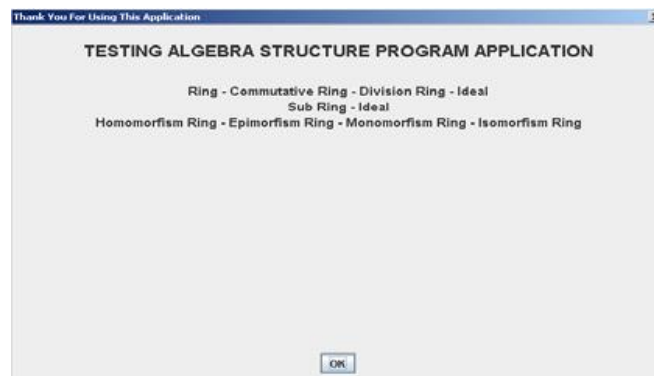 Thank You For Using This Application
TESTING ALGEBRA STRUCTURE PROGRAM APPLICATION
Ring - Commutative Ring - Division Ring - Ideal
Sub Ring - Ideal
Homomorfism Ring - Epimorfism Ring - Monomorfism Ring - Isomorfism Ring
OK